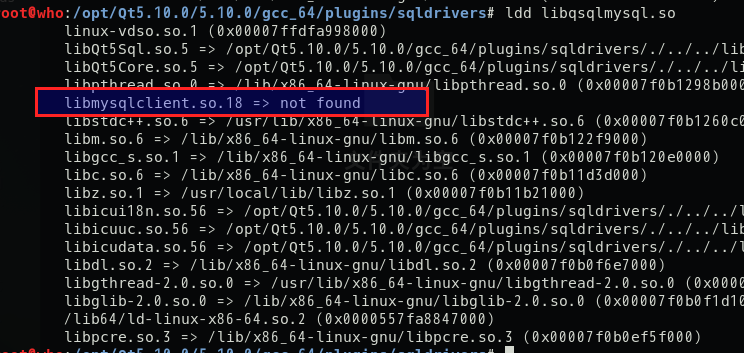 root@who:/opt/Qt5.10.0/5.10.0/gcc_64/plugins/sqldrivers# ldd libqsqlmysql.so
linux-vdso.so.1 (0x00007ffdfa998000)
libQt5Sql.so.5 => /opt/Qt5.10.0/5.10.0/gcc_64/plugins/sqldrivers/./../../lib
libQt5Core.so.5 => /opt/Qt5.10.0/5.10.0/gcc_64/plugins/sqldrivers/./../../li
libpthread.so.0 => /lib/x86_64-linux-gnu/libpthread.so.0 (0x00007f0b1298b000
libmysqlclient.so.18 => not found
libstdc++.so.6 => /usr/lib/x86_64-linux-gnu/libstdc++.so.6 (0x00007f0b1260c0
libm.so.6 => /lib/x86_64-linux-gnu/libm.so.6 (0x00007f0b122f9000)
libgcc_s.so.1 => /lib/x86_64-linux-gnu/libgcc_s.so.1 (0x00007f0b120e0000)
libc.so.6 => /lib/x86_64-linux-gnu/libc.so.6 (0x00007f0b11d3d000)
libz.so.1 => /usr/local/lib/libz.so.1 (0x00007f0b11b21000)
libicui18n.so.56 => /opt/Qt5.10.0/5.10.0/gcc_64/plugins/sqldrivers/./../../l
libicuuc.so.56 => /opt/Qt5.10.0/5.10.0/gcc_64/plugins/sqldrivers/./../../lib
libicudata.so.56 => /opt/Qt5.10.0/5.10.0/gcc_64/plugins/sqldrivers/./../../l
libdl.so.2 => /lib/x86_64-linux-gnu/libdl.so.2 (0x00007f0b0f6e7000)
libgthread-2.0.so.0 => /lib/x86_64-linux-gnu/libgthread-2.0.so.0 (0x00007f0b
libglib-2.0.so.0 => /lib/x86_64-linux-gnu/libglib-2.0.so.0 (0x00007f0b0f1d10
/lib64/ld-linux-x86-64.so.2 (0x0000557fa8847000)
libpcre.so.3 => /lib/x86_64-linux-gnu/libpcre.so.3 (0x00007f0b0ef5f000)
root@who:/opt/Qt5.10.0/5.10.0/gcc_64/plugins/sqldrivers#